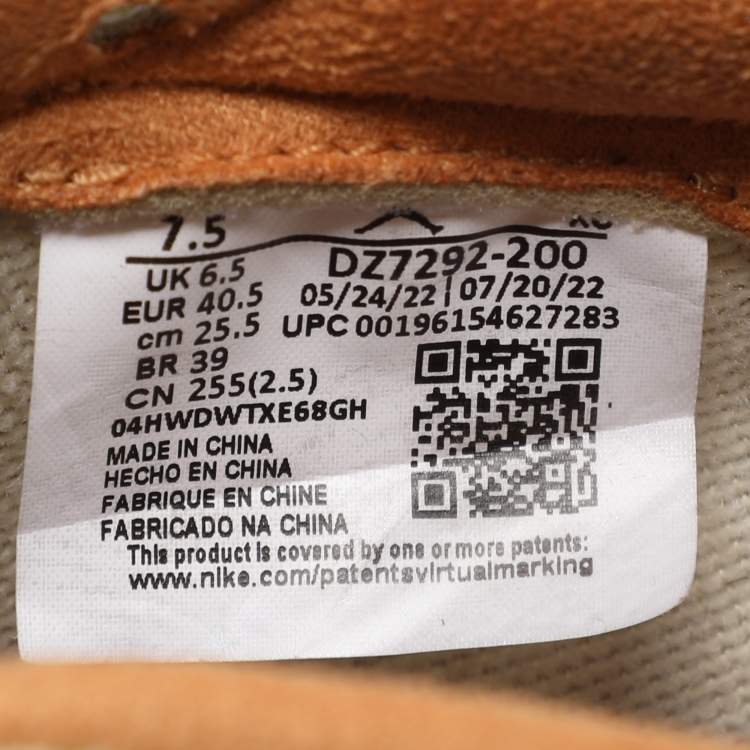 7.5
UK 6.5
EUR 40.5
cm 25.5
BR 39
CN 255(2.5)
DZ7292-200
05/24/22 | 07/20/22
UPC 00196154627283
04HWDWTXE68GH
MADE IN CHINA
HECHO EN CHINA
FABRIQUE EN CHINE
FABRICADO NA CHINA
This product is covered by one or more patents:
www.nike.com/patentsvirtualmarking